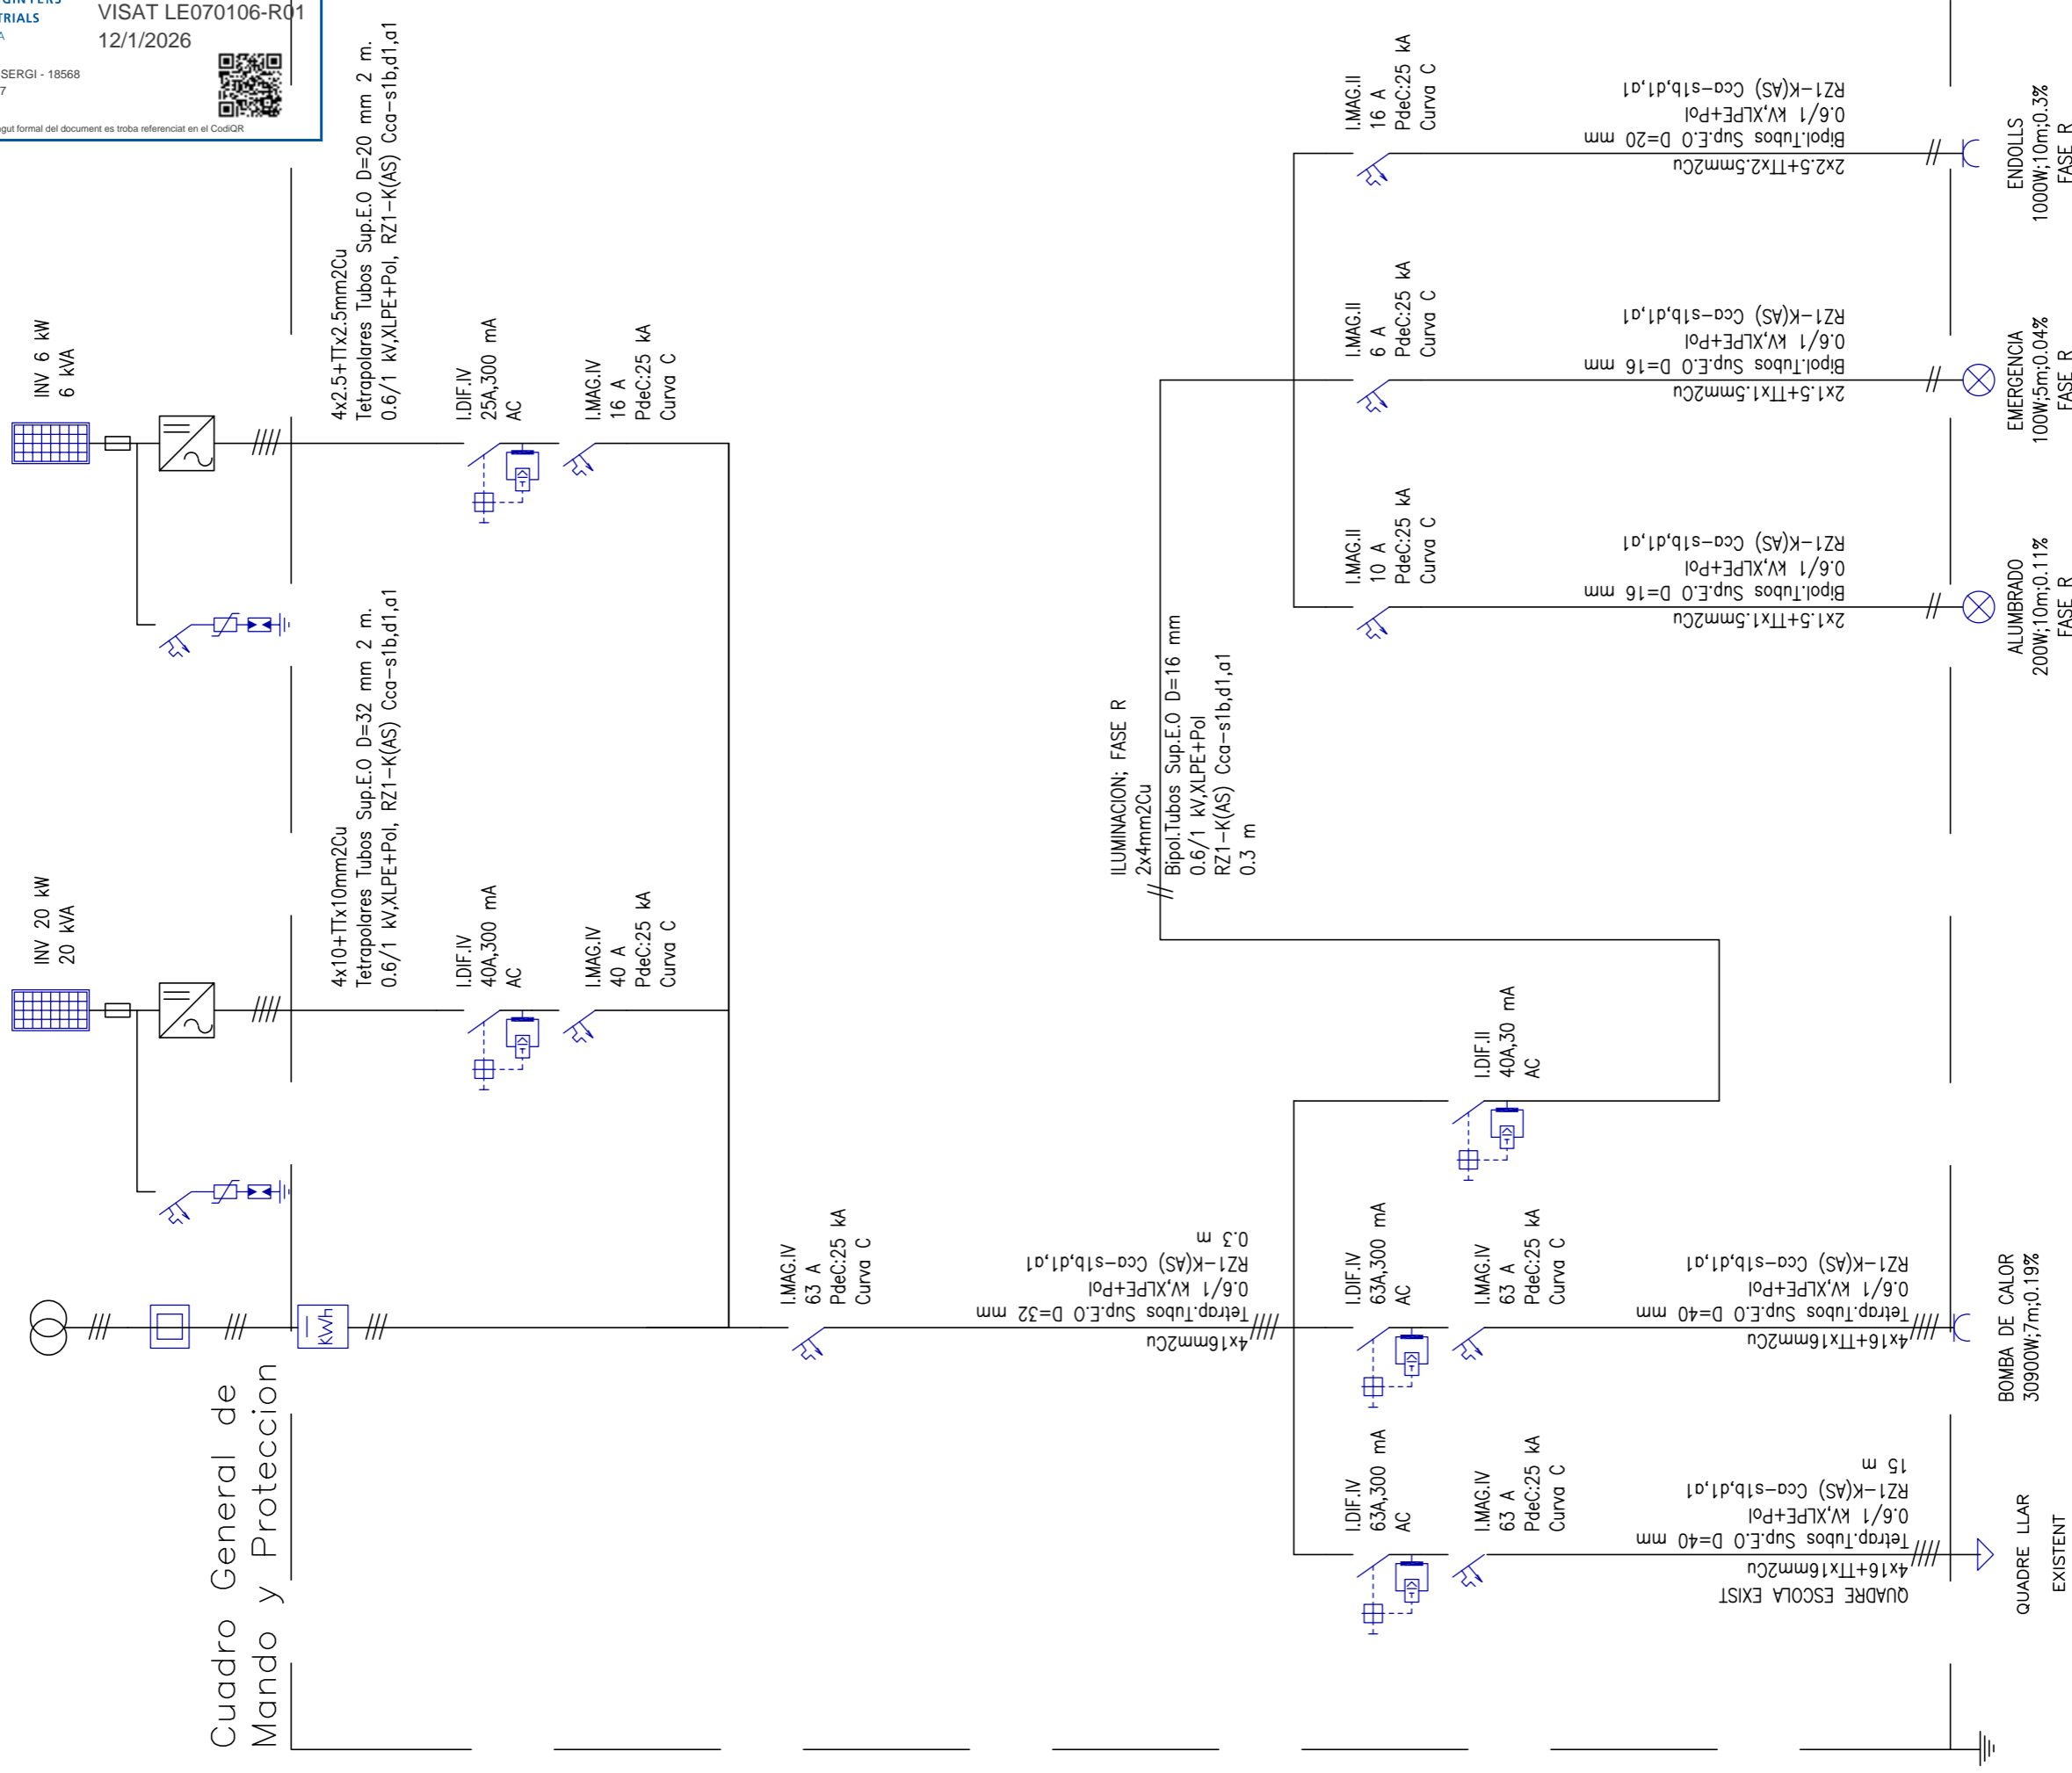 TRIALS
VISAT LE070106-R01
12/1/2026
SERGI - 18568
7
gut formal del document es troba referenciat en el CodiQR
INV 6 kW
6 kVA
4x2.5+TTx2.5mm2Cu
Tetrapolares Tubos Sup.E.O D=20 mm 2 m.
0.6/1 kV,XLPE+Pol, RZ1-K(AS) Cca-s1b,d1,a1
I.DIF.IV
25A,300 mA
AC
I.MAG.IV
16 A
PdeC:25 kA
Curva C
INV 20 kW
20 kVA
4x10+TTx10mm2Cu
Tetrapolares Tubos Sup.E.O D=32 mm 2 m.
0.6/1 kV,XLPE+Pol, RZ1-K(AS) Cca-s1b,d1,a1
I.DIF.IV
40A,300 mA
AC
I.MAG.IV
40 A
PdeC:25 kA
Curva C
kWh
Cuadro General de
Mando y Proteccion
I.MAG.IV
63 A
PdeC:25 kA
Curva C
4x16mm2Cu
Tetrap.Tubos Sup.E.O D=32 mm
0.6/1 kV,XLPE+Pol
RZ1-K(AS) Cca-s1b,d1,a1
0.3 m
I.DIF.IV
63A,300 mA
AC
I.MAG.IV
63 A
PdeC:25 kA
Curva C
QUADRE ESCOLA EXIST
4x16+TTx16mm2Cu
Tetrap.Tubos Sup.E.O D=40 mm
0.6/1 kV,XLPE+Pol
RZ1-K(AS) Cca-s1b,d1,a1
15 m
QUADRE LLAR
EXISTENT
I.DIF.IV
63A,300 mA
AC
I.MAG.IV
63 A
PdeC:25 kA
Curva C
4x16+TTx16mm2Cu
Tetrap.Tubos Sup.E.O D=40 mm
0.6/1 kV,XLPE+Pol
RZ1-K(AS) Cca-s1b,d1,a1
BOMBA DE CALOR
30900W;7m;0.19%
I.DIF.II
40A,30 mA
AC
ILUMINACION; FASE R
2x4mm2Cu
Bipol.Tubos Sup.E.O D=16 mm
0.6/1 kV,XLPE+Pol
RZ1-K(AS) Cca-s1b,d1,a1
0.3 m
I.MAG.II
10 A
PdeC:25 kA
Curva C
2x1.5+TTx1.5mm2Cu
Bipol.Tubos Sup.E.O D=16 mm
0.6/1 kV,XLPE+Pol
RZ1-K(AS) Cca-s1b,d1,a1
ALUMBRADO
200W;10m;0.11%
FASE R
I.MAG.II
6 A
PdeC:25 kA
Curva C
2x1.5+TTx1.5mm2Cu
Bipol.Tubos Sup.E.O D=16 mm
0.6/1 kV,XLPE+Pol
RZ1-K(AS) Cca-s1b,d1,a1
EMERGENCIA
100W;5m;0.04%
FASE R
I.MAG.II
16 A
PdeC:25 kA
Curva C
2x2.5+TTx2.5mm2Cu
Bipol.Tubos Sup.E.O D=20 mm
0.6/1 kV,XLPE+Pol
RZ1-K(AS) Cca-s1b,d1,a1
ENDOLLS
1000W;10m;0.3%
FASE R